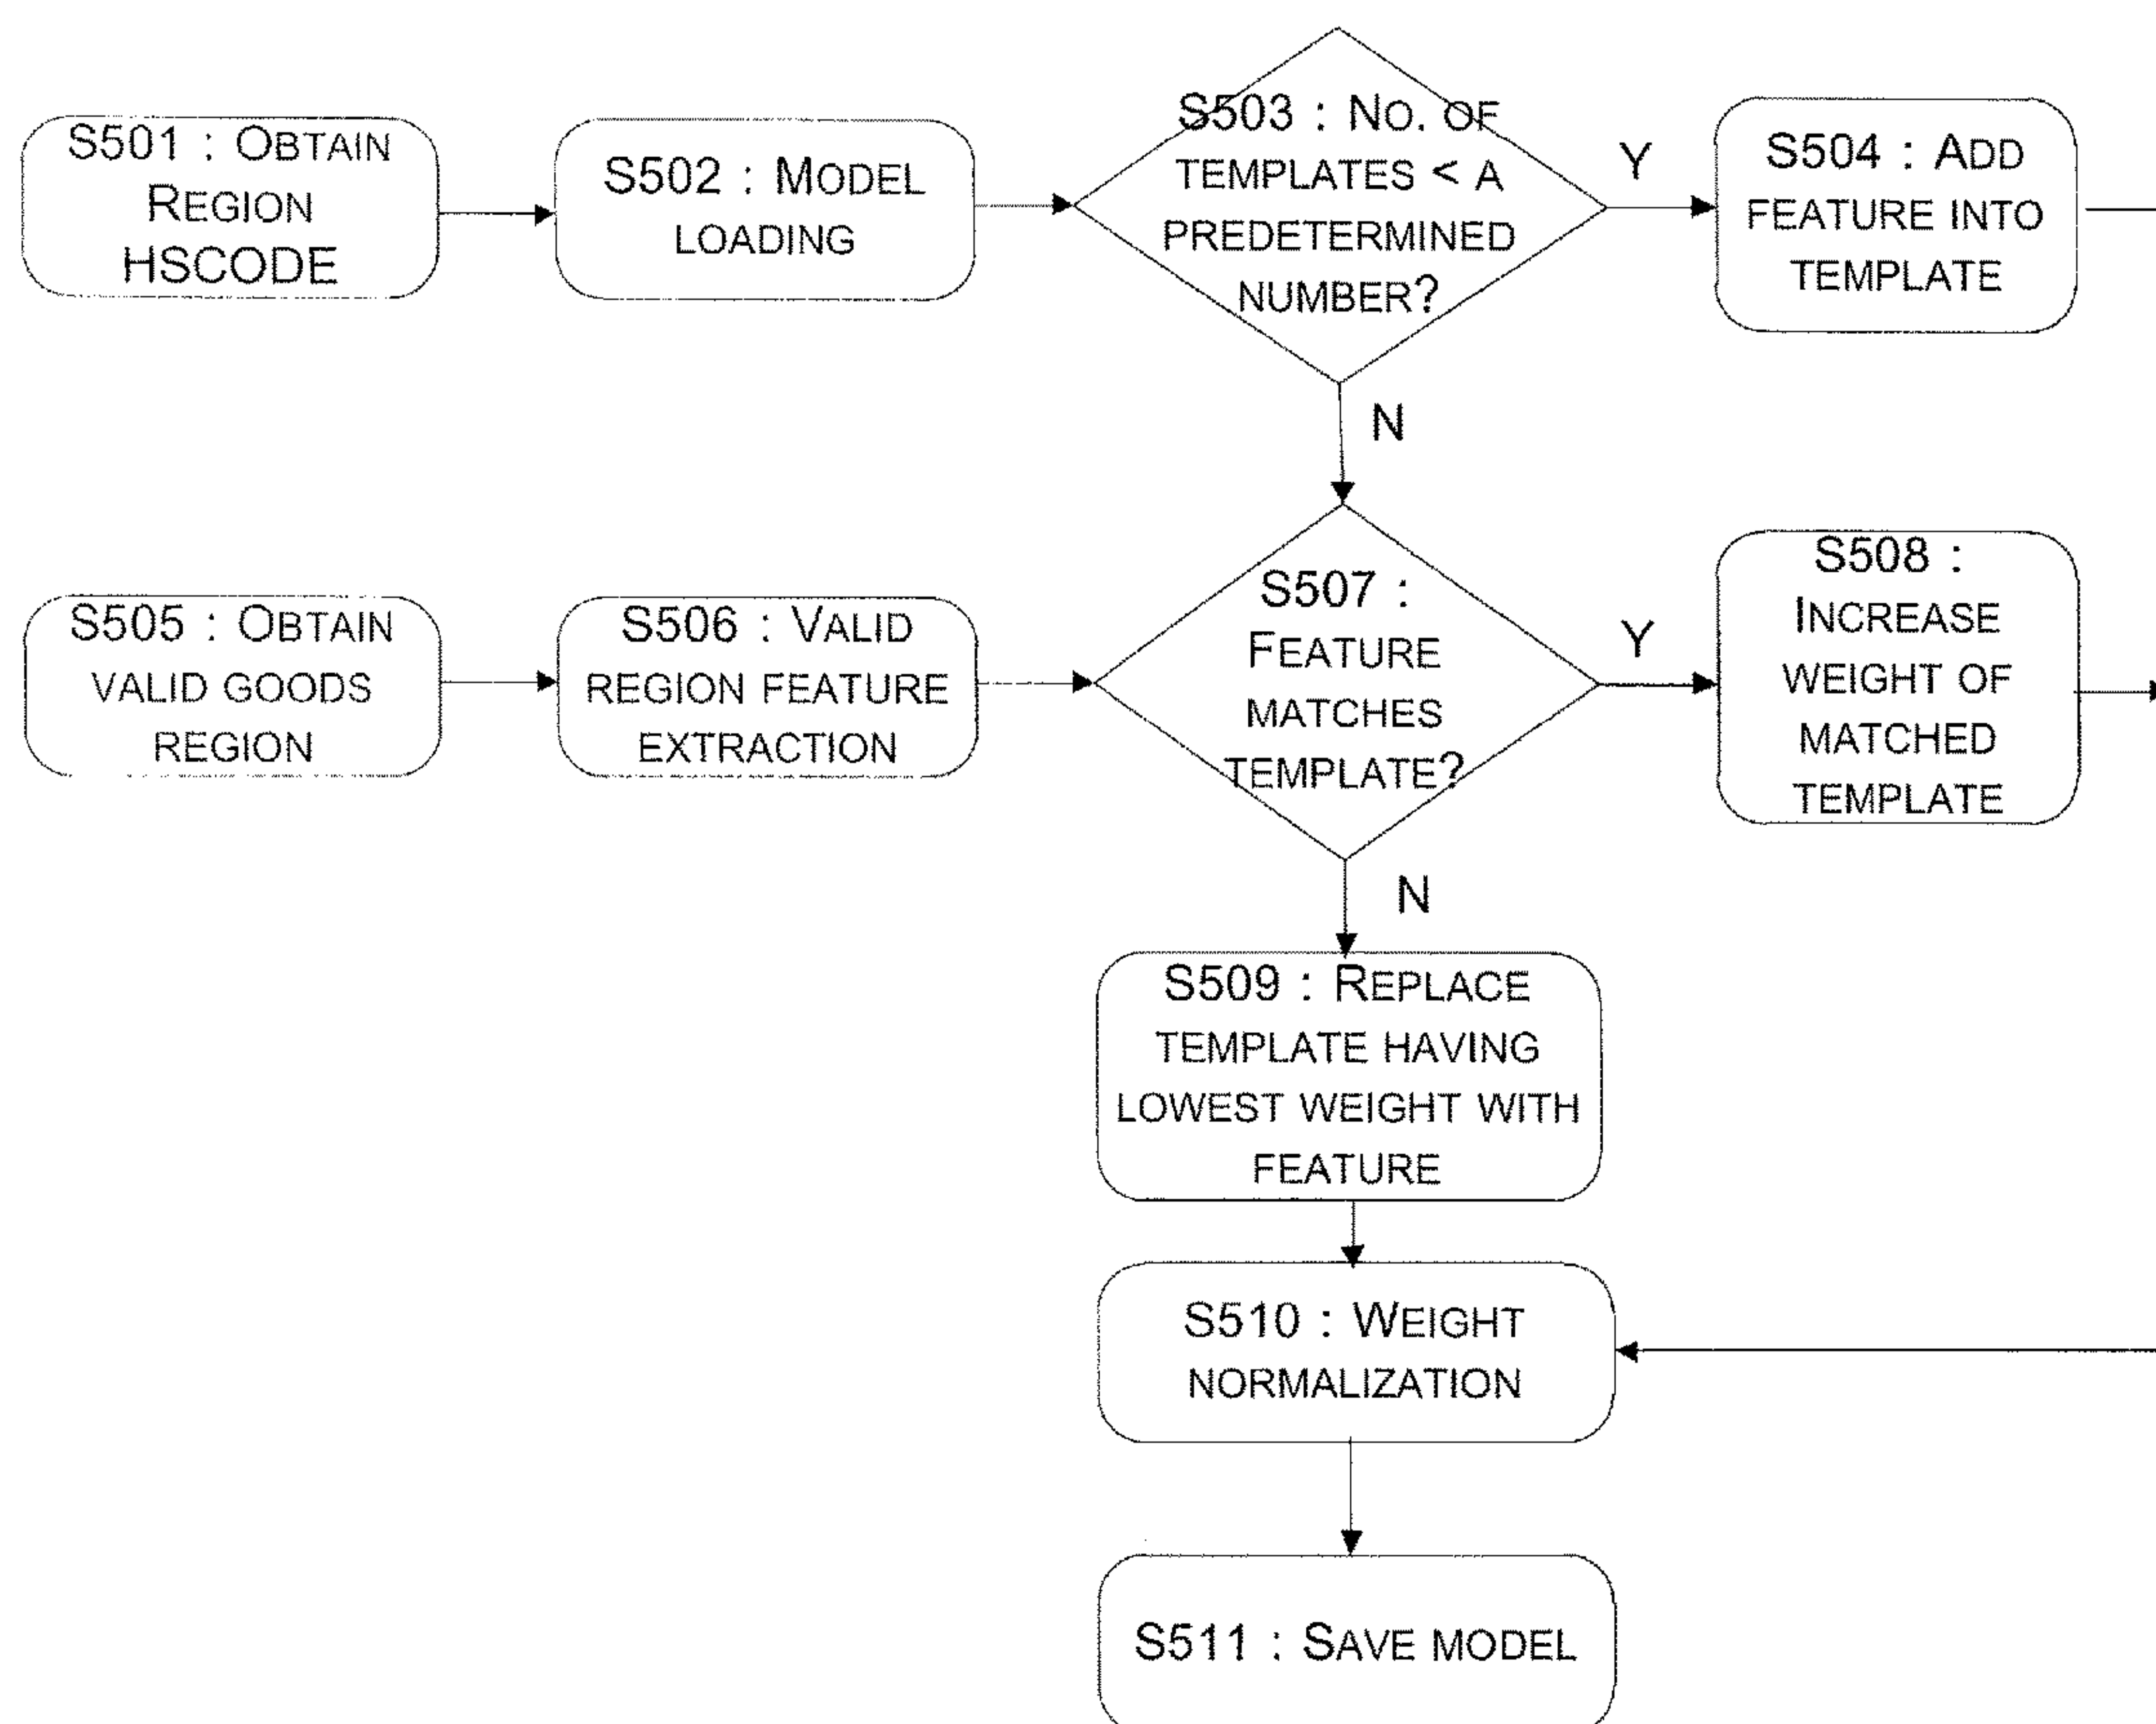 S501 : OBTAIN
REGION
HSCODE
S502 : MODEL
LOADING
S503 : NO. OF
TEMPLATES < A
PREDETERMINED
NUMBER?
Y
S504 : ADD
FEATURE INTO
TEMPLATE
N
S505 : OBTAIN
VALID GOODS
REGION
S506 : VALID
REGION FEATURE
EXTRACTION
S507 :
FEATURE
MATCHES
TEMPLATE?
Y
S508 :
INCREASE
WEIGHT OF
MATCHED
TEMPLATE
N
S509 : REPLACE
TEMPLATE HAVING
LOWEST WEIGHT WITH
FEATURE
S510 : WEIGHT
NORMALIZATION
S511 : SAVE MODEL